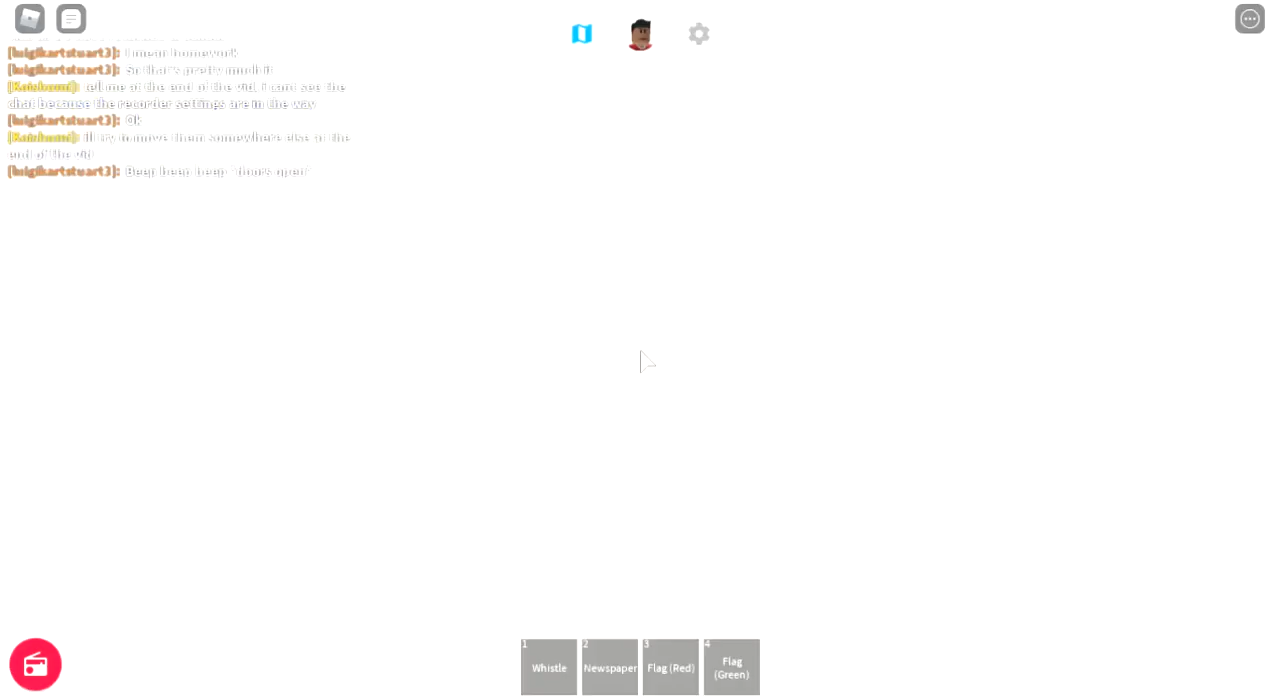 [luigikartstuart3]: I mean homework
[luigikartstuart3]: So that's pretty much it
tell me at the end of the vid, i cant see the
chat because the recorder settings are in the way
[luigikartstuart3]: Ok
ill try to move them somewhere else at the
end of the vid
[luigikartstuart3]: Beep beep beep *doors open*
1
Whistle
2
Newspaper
3
Flag (Red)
4
Flag
(Green)